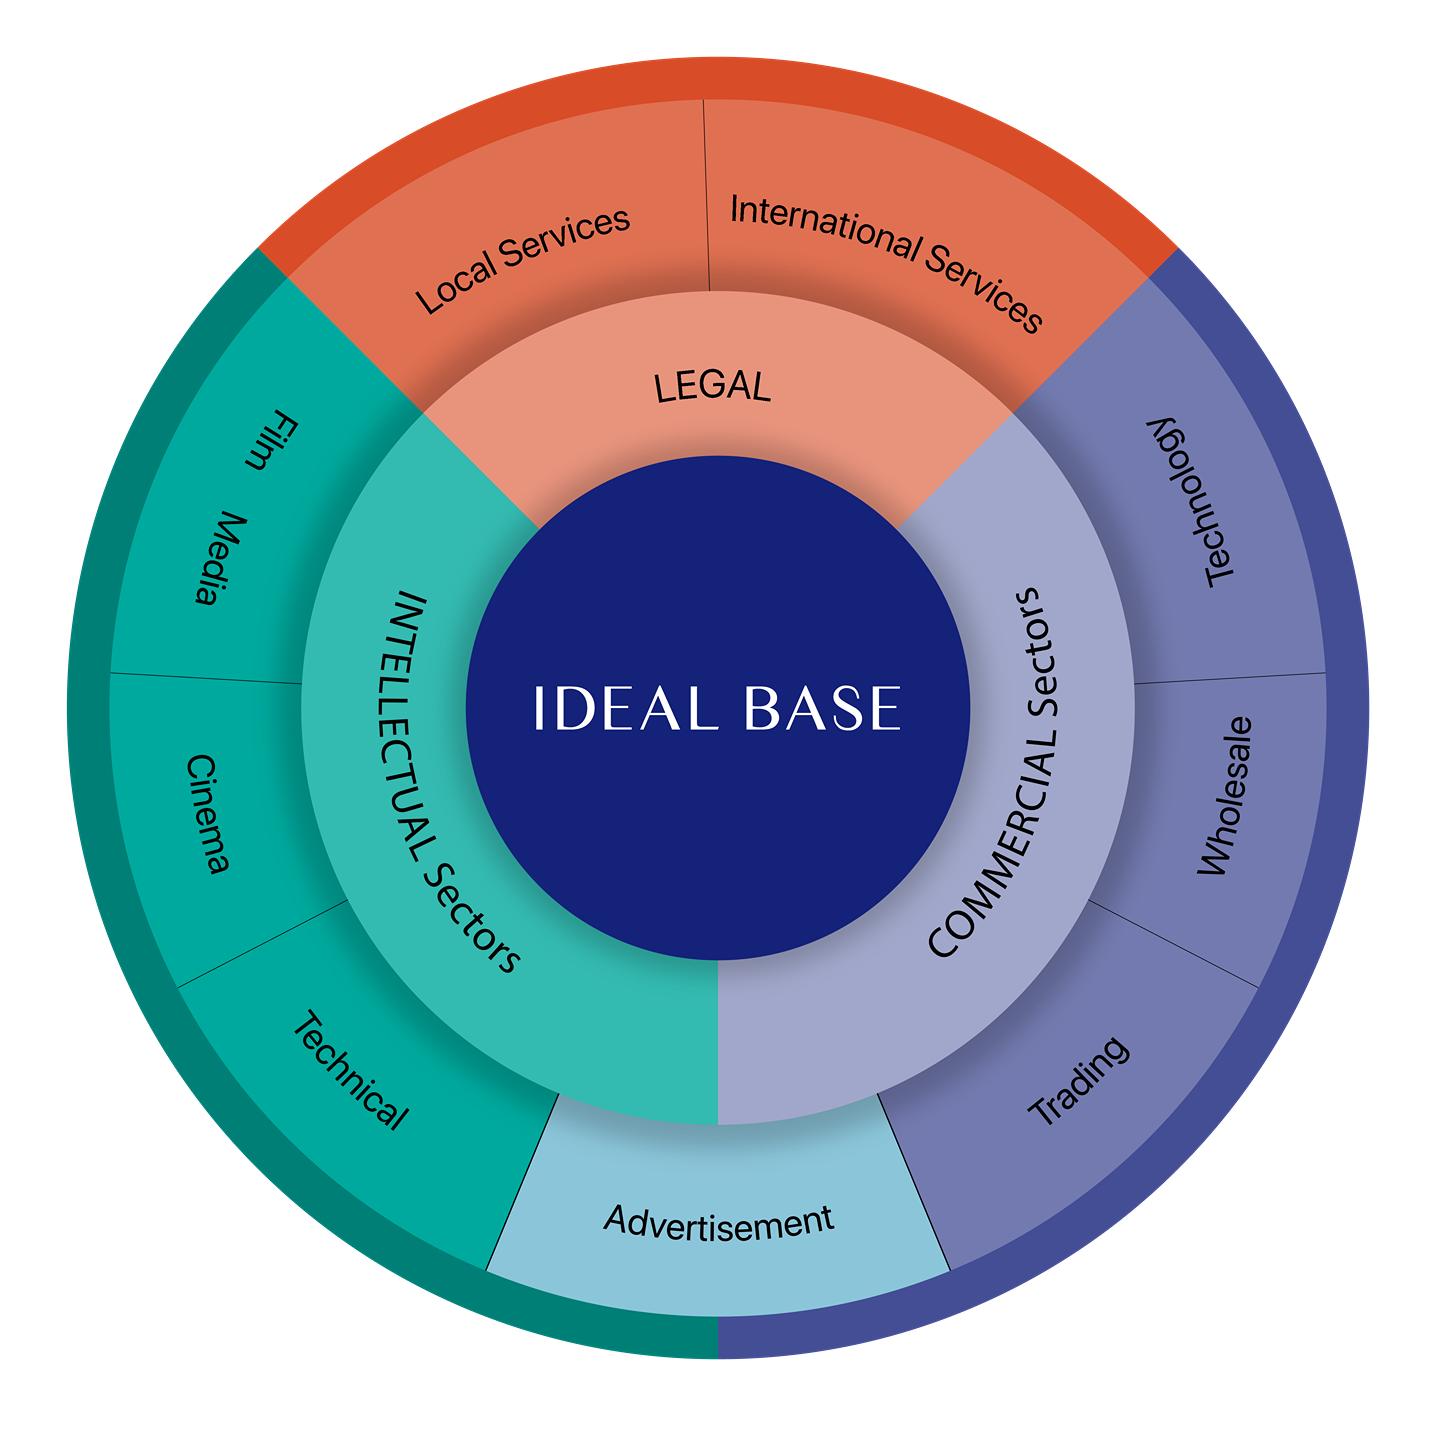 Local Services
International Services
LEGAL
Film Media
Technology
INTELLECTUAL Sectors
COMMERCIAL Sectors
IDEAL BASE
Cinema
Wholesale
Technical
Trading
Advertisement